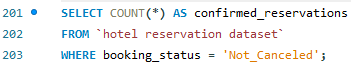 201 SELECT COUNT(*) AS confirmed_reservations
202 FROM `hotel reservation dataset`
203 WHERE booking_status = 'Not_Canceled';